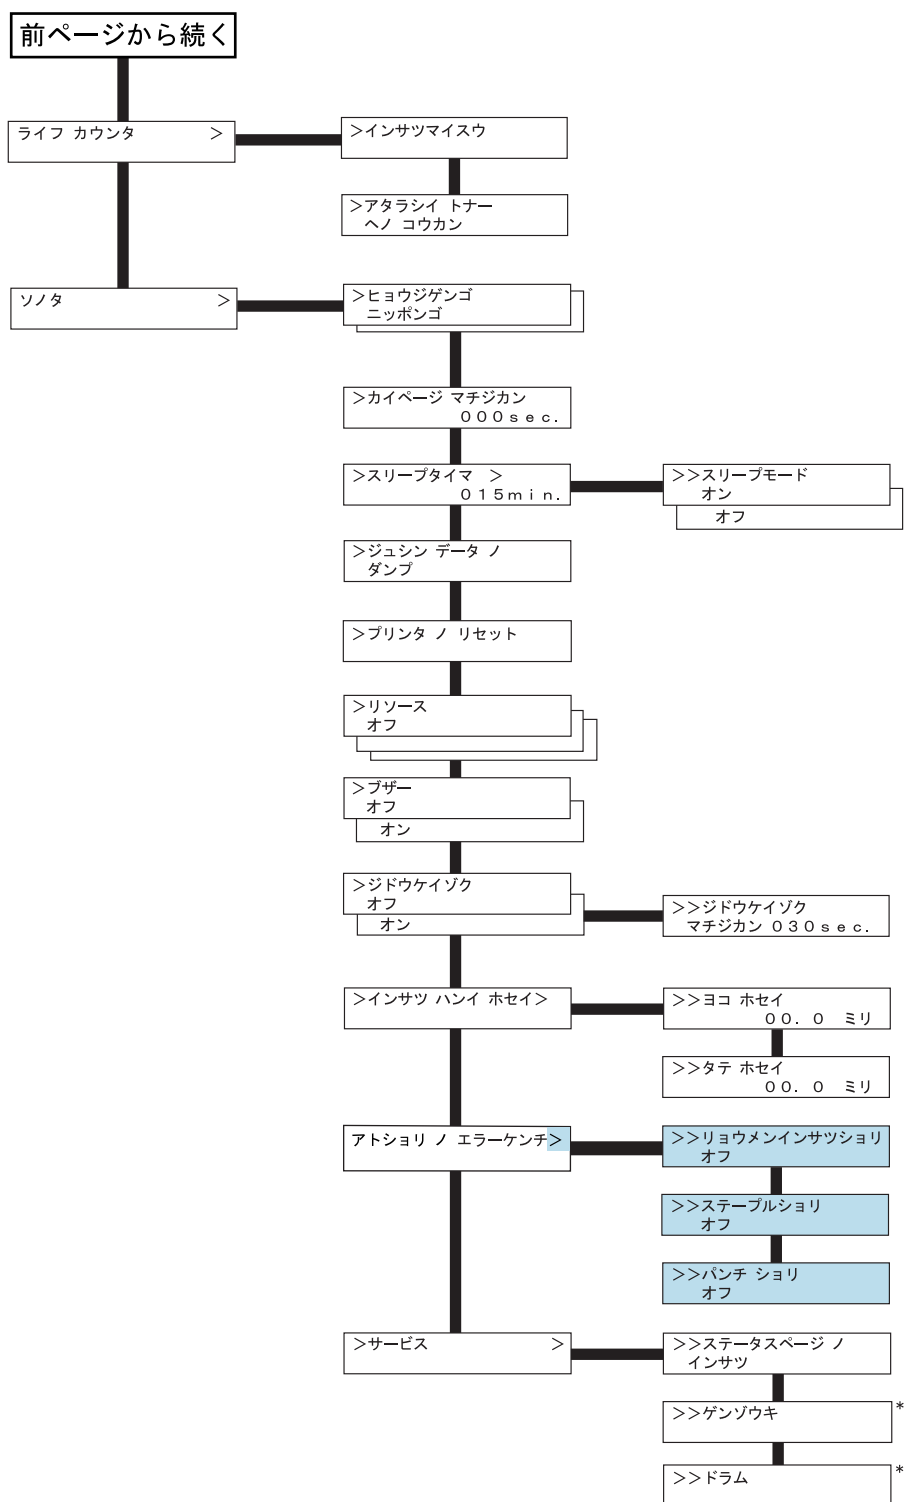 前ページから続く
ライフ カウンタ >
>インサツマイスウ
>アタラシイ トナー
ヘノ コウカン
ソノタ >
>ヒョウジゲンゴ
ニッポンゴ
>カイページ マチジカン
000sec.
>スリープタイマ >
015min.
>>スリープモード
オン
オフ
>ジュシン データ ノ
ダンプ
>プリンタ ノ リセット
>リソース
オフ
>ブザー
オフ
オン
>ジドウケイゾク
オフ
オン
>>ジドウケイゾク
マチジカン 030sec.
>インサツ ハンイ ホセイ>
>>ヨコ ホセイ
00.0 ミリ
>>タテ ホセイ
00.0 ミリ
アトショリ ノ エラーケンチ>
>>リョウメンインサツショリ
オフ
>>ステープルショリ
オフ
>>パンチ ショリ
オフ
>サービス >
>>ステータスページ ノ
インサツ
>>ゲンゾウキ *
>>ドラム *